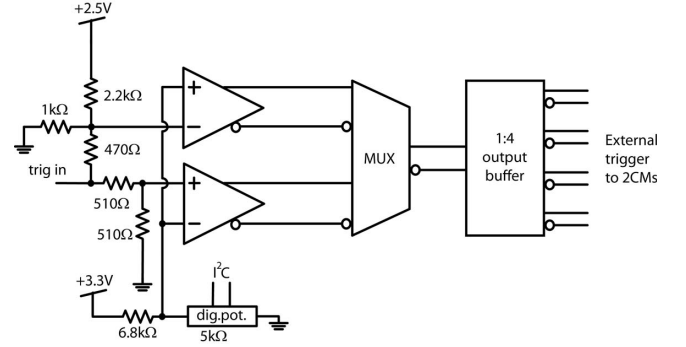 +2.5V
2.2kΩ
1kΩ
470Ω
trig in
510Ω
510Ω
+
−
+
−
MUX
1:4
output
buffer
External
trigger
to 2CMs
+3.3V
6.8kΩ
I²C
dig.pot.
5kΩ